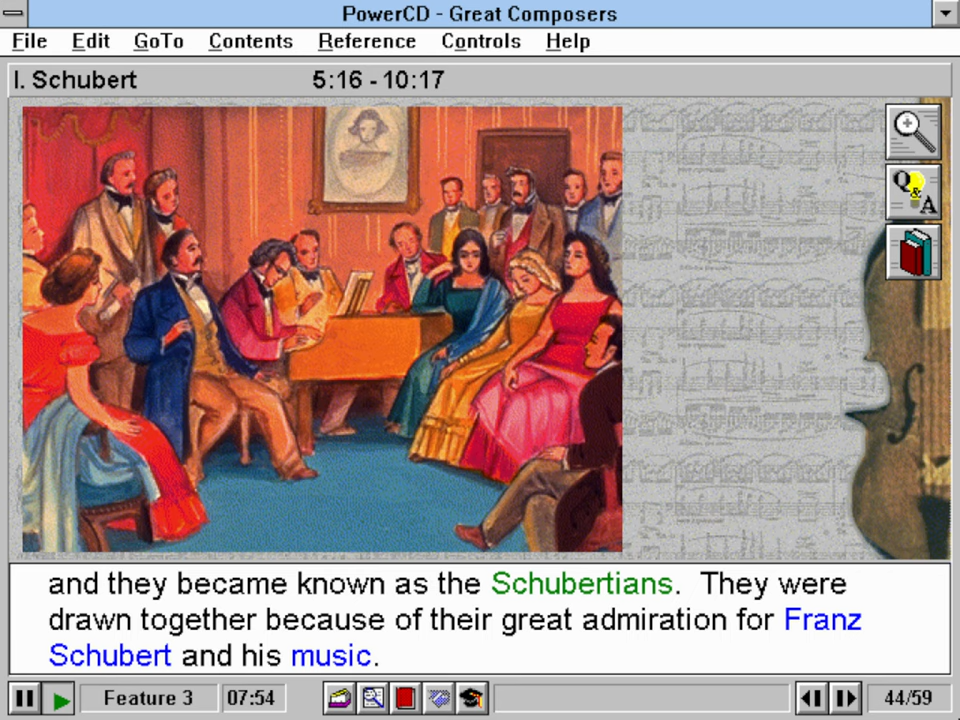 PowerCD - Great Composers
File Edit GoTo Contents Reference Controls Help
I. Schubert 5:16 - 10:17
Q & A
and they became known as the Schubertians. They were
drawn together because of their great admiration for Franz
Schubert and his music.
Feature 3 07:54 44/59